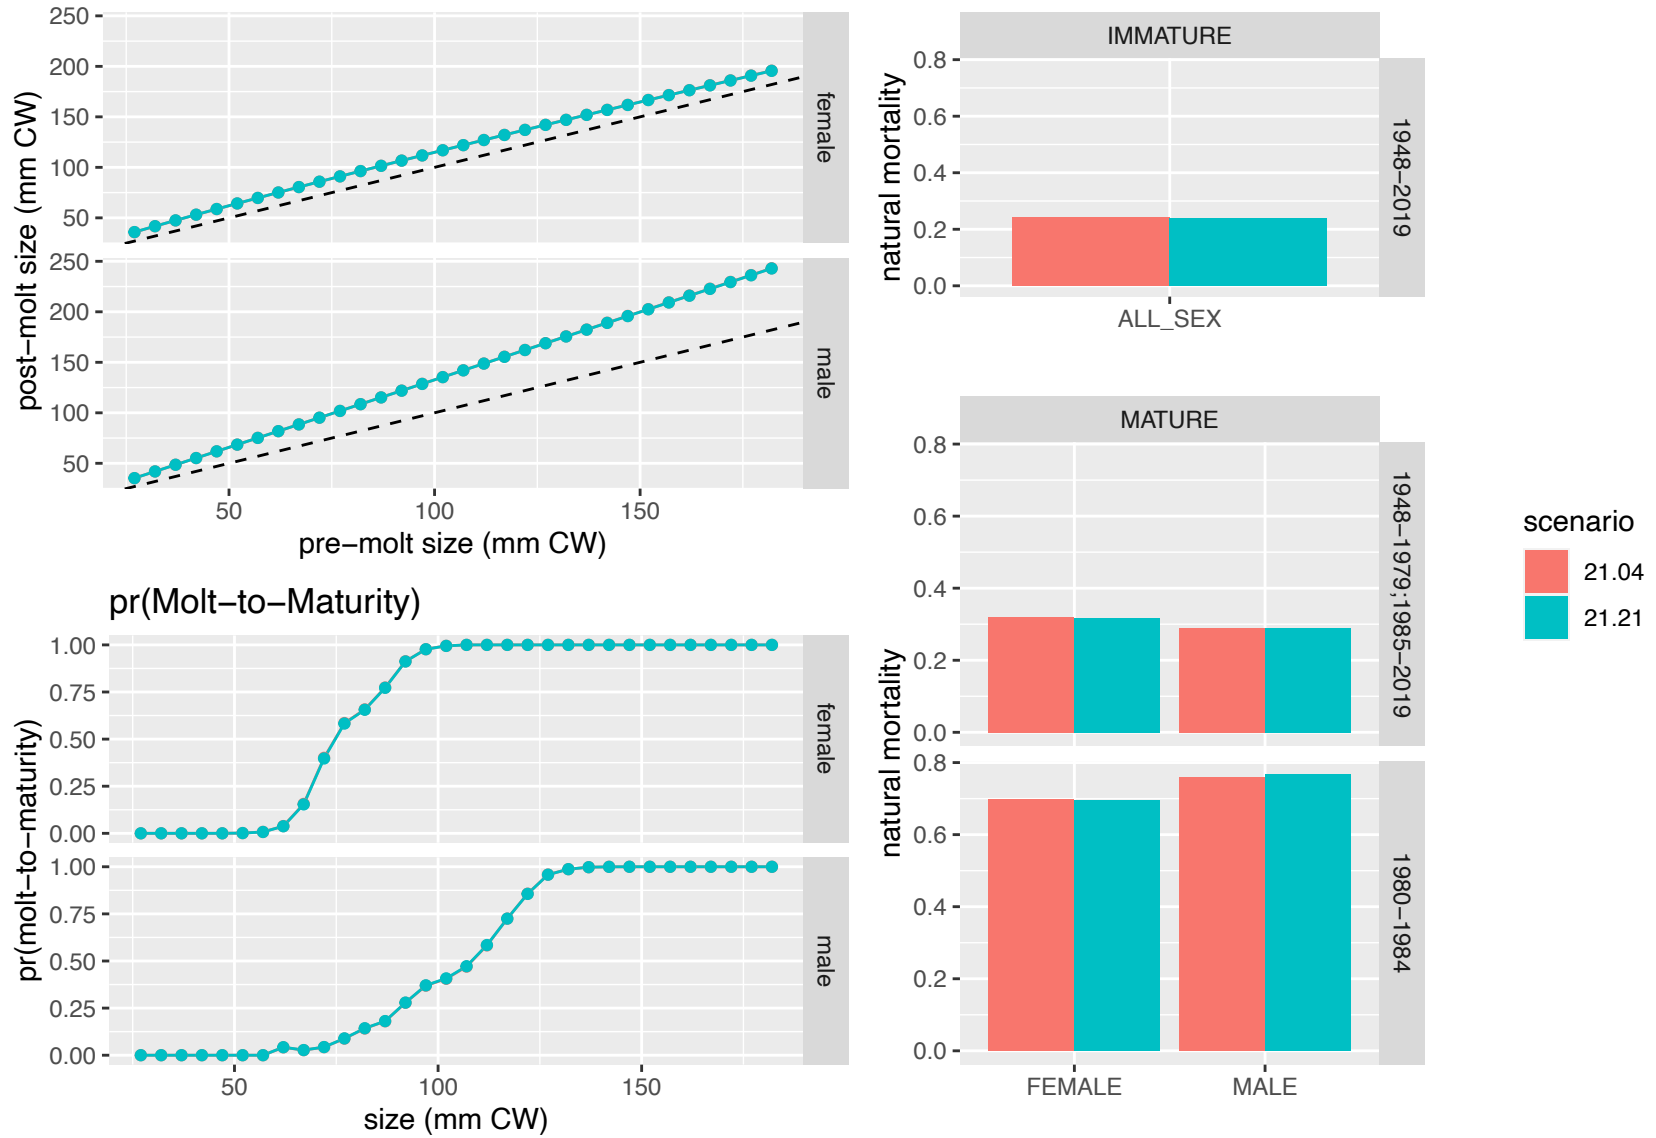 250
200
150
100
50
female
250
200
150
100
50
male
post−molt size (mm CW)
50
100
150
pre−molt size (mm CW)
pr(Molt−to−Maturity)
1.00
0.75
0.50
0.25
0.00
female
1.00
0.75
0.50
0.25
0.00
male
pr(molt−to−maturity)
50
100
150
size (mm CW)
IMMATURE
0.8
0.6
0.4
0.2
0.0
natural mortality
1948−2019
ALL_SEX
MATURE
0.8
0.6
0.4
0.2
0.0
natural mortality
1948−1979;1985−2019
0.8
0.6
0.4
0.2
0.0
natural mortality
1980−1984
FEMALE
MALE
scenario
21.04
21.21